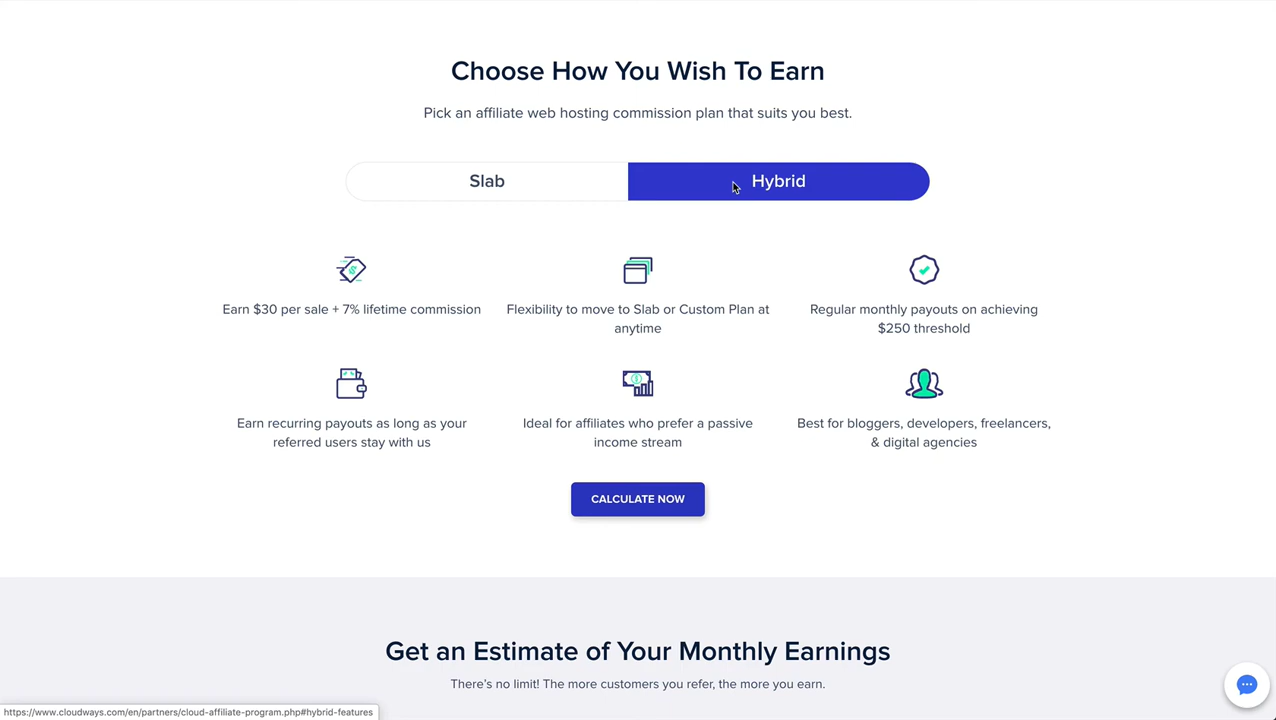 Choose How You Wish To Earn
Pick an affiliate web hosting commission plan that suits you best.
Slab
Hybrid
Earn $30 per sale + 7% lifetime commission
Flexibility to move to Slab or Custom Plan at
anytime
Regular monthly payouts on achieving
$250 threshold
Earn recurring payouts as long as your
referred users stay with us
Ideal for affiliates who prefer a passive
income stream
Best for bloggers, developers, freelancers,
& digital agencies
CALCULATE NOW
Get an Estimate of Your Monthly Earnings
There's no limit! The more customers you refer, the more you earn.
https://www.cloudways.com/en/partners/cloud-affiliate-program.php#hybrid-features